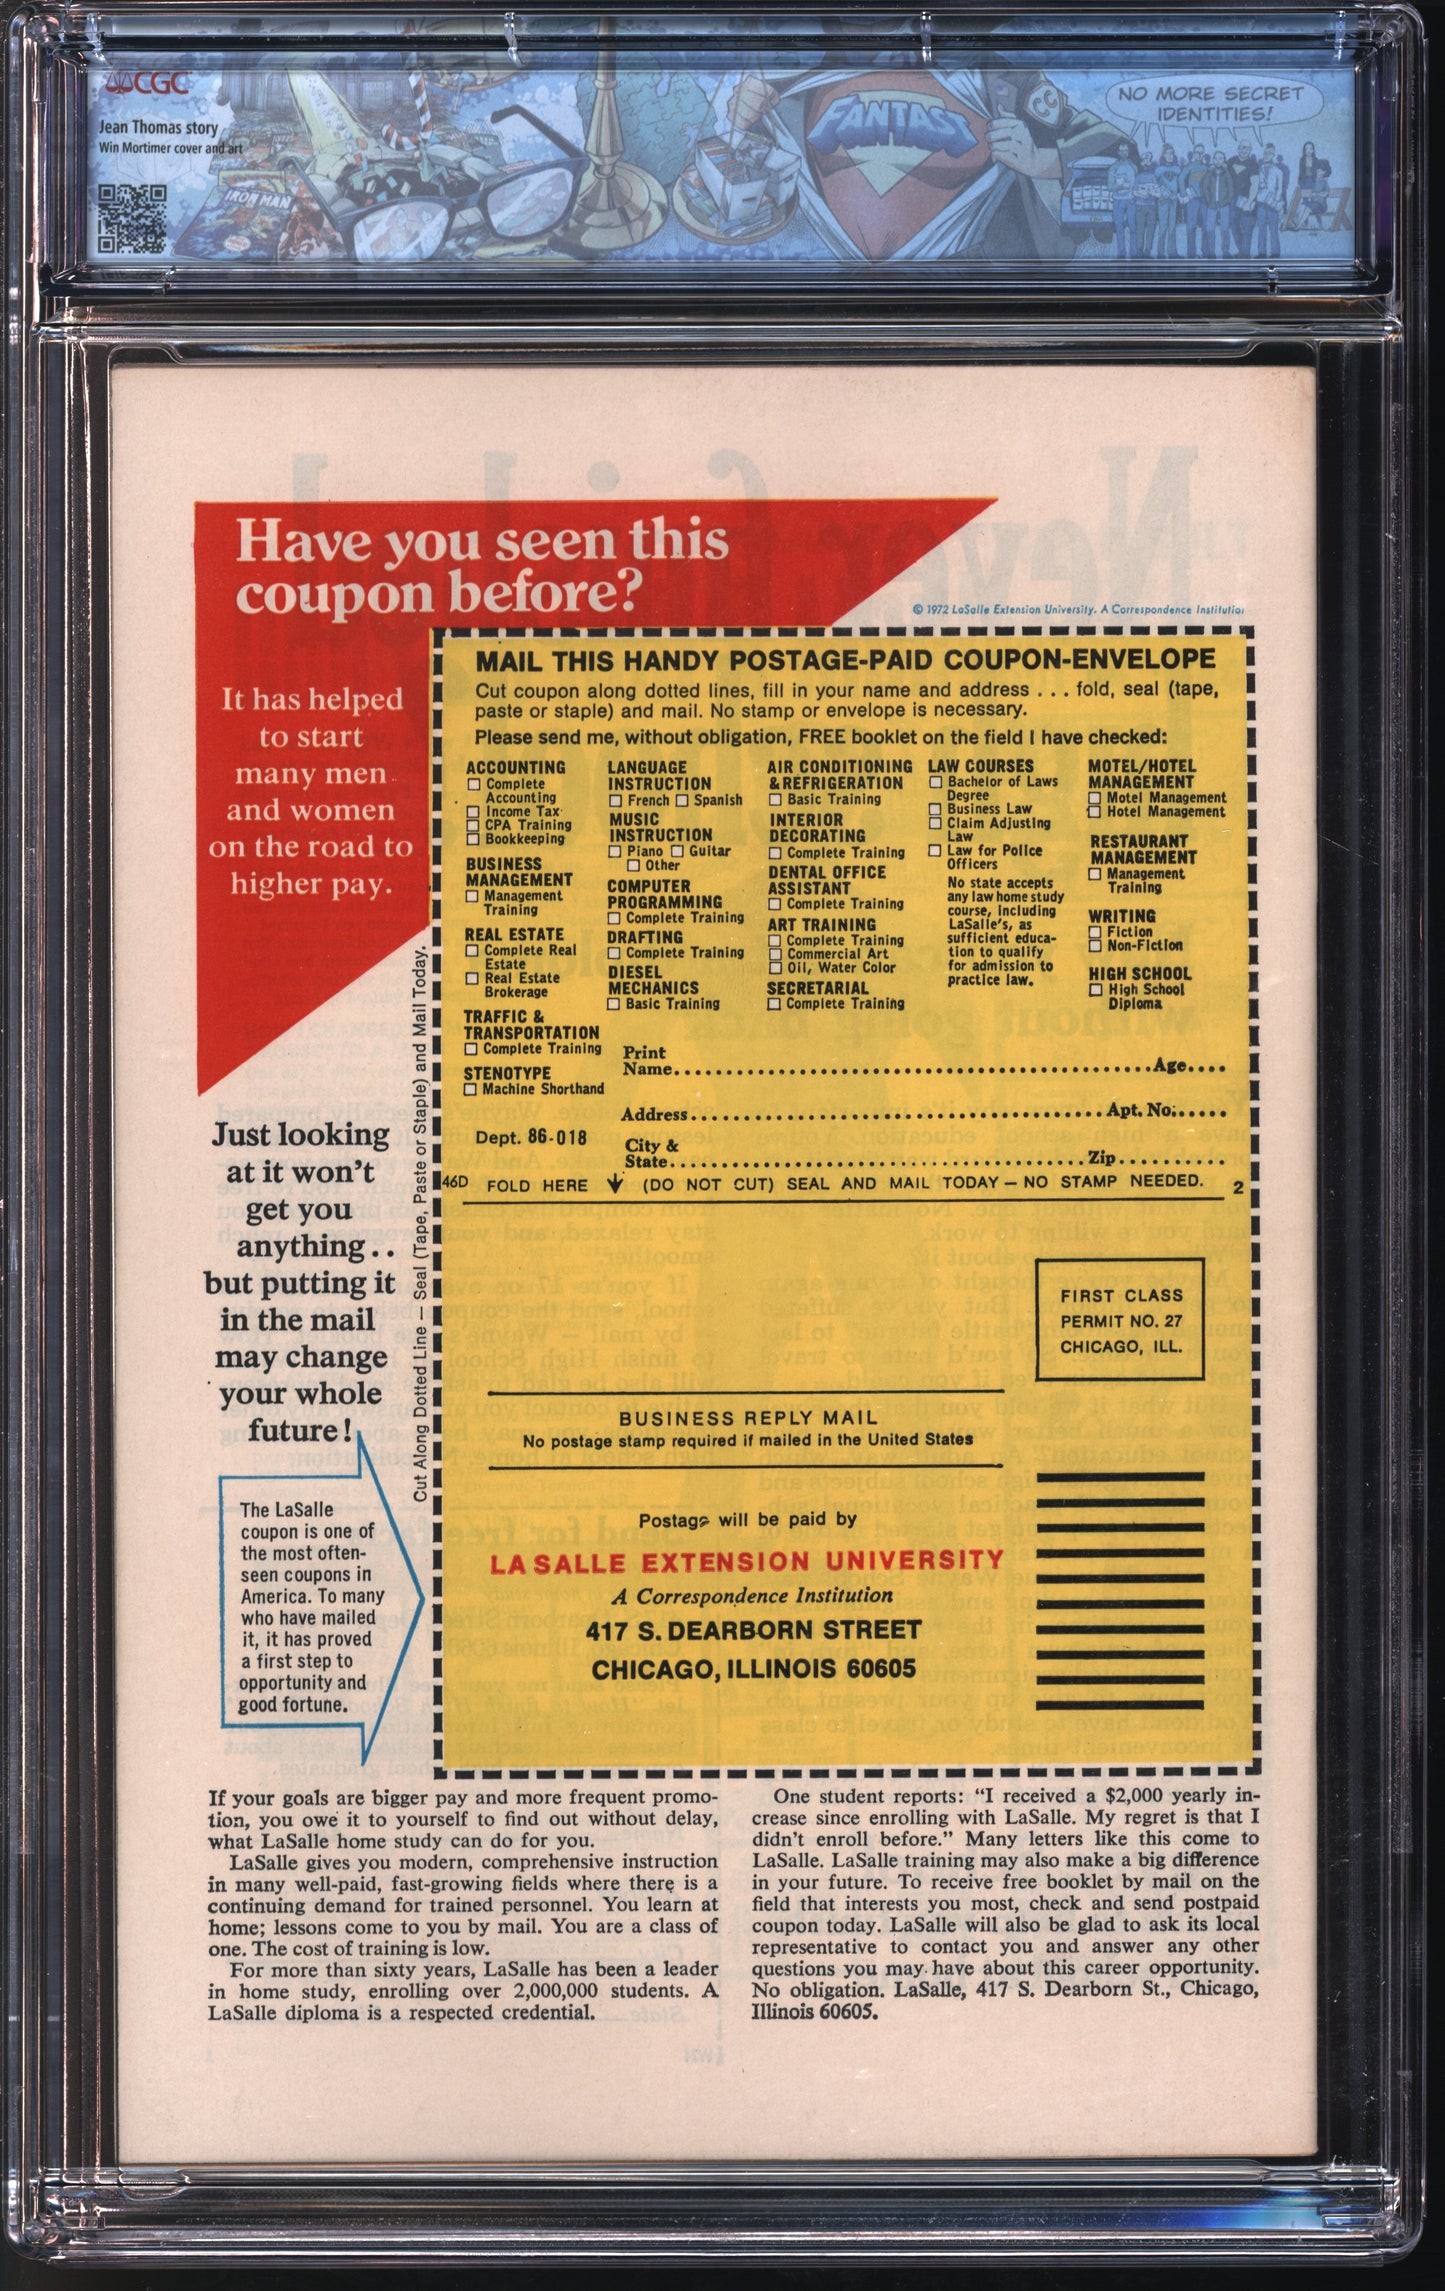 CGC
Jean Thomas story
Win Mortimer cover and art
IRON MAN
FANTAST
CC
NO MORE SECRET
IDENTITIES!
Have you seen this
coupon before?
© 1972 LaSalle Extension University. A Correspondence Institutio
It has helped
to start
many men
and women
on the road to
higher pay.
Just looking
at it won't
get you
anything..
but putting it
in the mail
may change
your whole
future!
The LaSalle
coupon is one of
the most often-
seen coupons in
America. To many
who have mailed
it, it has proved
a first step to
opportunity and
good fortune.
Cut Along Dotted Line — Seal (Tape, Paste or Staple) and Mail Today.
MAIL THIS HANDY POSTAGE-PAID COUPON-ENVELOPE
Cut coupon along dotted lines, fill in your name and address . . . fold, seal (tape,
paste or staple) and mail. No stamp or envelope is necessary.
Please send me, without obligation, FREE booklet on the field I have checked:
ACCOUNTING
Complete
Accounting
Income Tax
CPA Training
Bookkeeping
BUSINESS
MANAGEMENT
Management
Training
REAL ESTATE
Complete Real
Estate
Real Estate
Brokerage
TRAFFIC &
TRANSPORTATION
Complete Training
STENOTYPE
Machine Shorthand
LANGUAGE
INSTRUCTION
French Spanish
MUSIC
INSTRUCTION
Piano Guitar
Other
COMPUTER
PROGRAMMING
Complete Training
DRAFTING
Complete Training
DIESEL
MECHANICS
Basic Training
AIR CONDITIONING
& REFRIGERATION
Basic Training
INTERIOR
DECORATING
Complete Training
DENTAL OFFICE
ASSISTANT
Complete Training
ART TRAINING
Complete Training
Commercial Art
Oil, Water Color
SECRETARIAL
Complete Training
LAW COURSES
Bachelor of Laws
Degree
Business Law
Claim Adjusting
Law
Law for Police
Officers
No state accepts
any law home study
course, including
LaSalle's, as
sufficient educa-
tion to qualify
for admission to
practice law.
MOTEL/HOTEL
MANAGEMENT
Motel Management
Hotel Management
RESTAURANT
MANAGEMENT
Management
Training
WRITING
Fiction
Non-Fiction
HIGH SCHOOL
High School
Diploma
Print
Name Age
Address Apt. No.
Dept. 86-018
City &
State Zip
46D FOLD HERE ↓ (DO NOT CUT) SEAL AND MAIL TODAY — NO STAMP NEEDED. 2
FIRST CLASS
PERMIT NO. 27
CHICAGO, ILL.
BUSINESS REPLY MAIL
No postage stamp required if mailed in the United States
Postage will be paid by
LA SALLE EXTENSION UNIVERSITY
A Correspondence Institution
417 S. DEARBORN STREET
CHICAGO, ILLINOIS 60605
If your goals are bigger pay and more frequent promo-
tion, you owe it to yourself to find out without delay,
what LaSalle home study can do for you.
LaSalle gives you modern, comprehensive instruction
in many well-paid, fast-growing fields where there is a
continuing demand for trained personnel. You learn at
home; lessons come to you by mail. You are a class of
one. The cost of training is low.
For more than sixty years, LaSalle has been a leader
in home study, enrolling over 2,000,000 students. A
LaSalle diploma is a respected credential.
One student reports: "I received a $2,000 yearly in-
crease since enrolling with LaSalle. My regret is that I
didn't enroll before." Many letters like this come to
LaSalle. LaSalle training may also make a big difference
in your future. To receive free booklet by mail on the
field that interests you most, check and send postpaid
coupon today. LaSalle will also be glad to ask its local
representative to contact you and answer any other
questions you may have about this career opportunity.
No obligation. LaSalle, 417 S. Dearborn St., Chicago,
Illinois 60605.